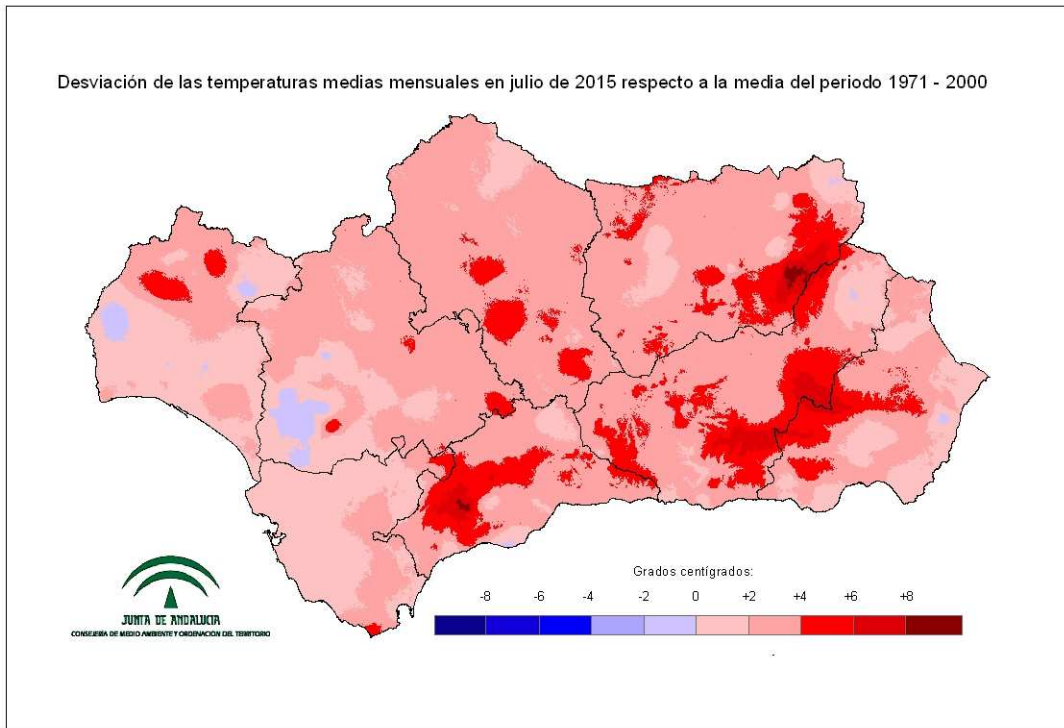 Desviación de las temperaturas medias mensuales en julio de 2015 respecto a la media del periodo 1971 - 2000
Grados centígrados:
-8 -6 -4 -2 0 +2 +4 +6 +8
JUNTA DE ANDALUCIA
CONSEJERÍA DE MEDIO AMBIENTE Y ORDENACIÓN DEL TERRITORIO